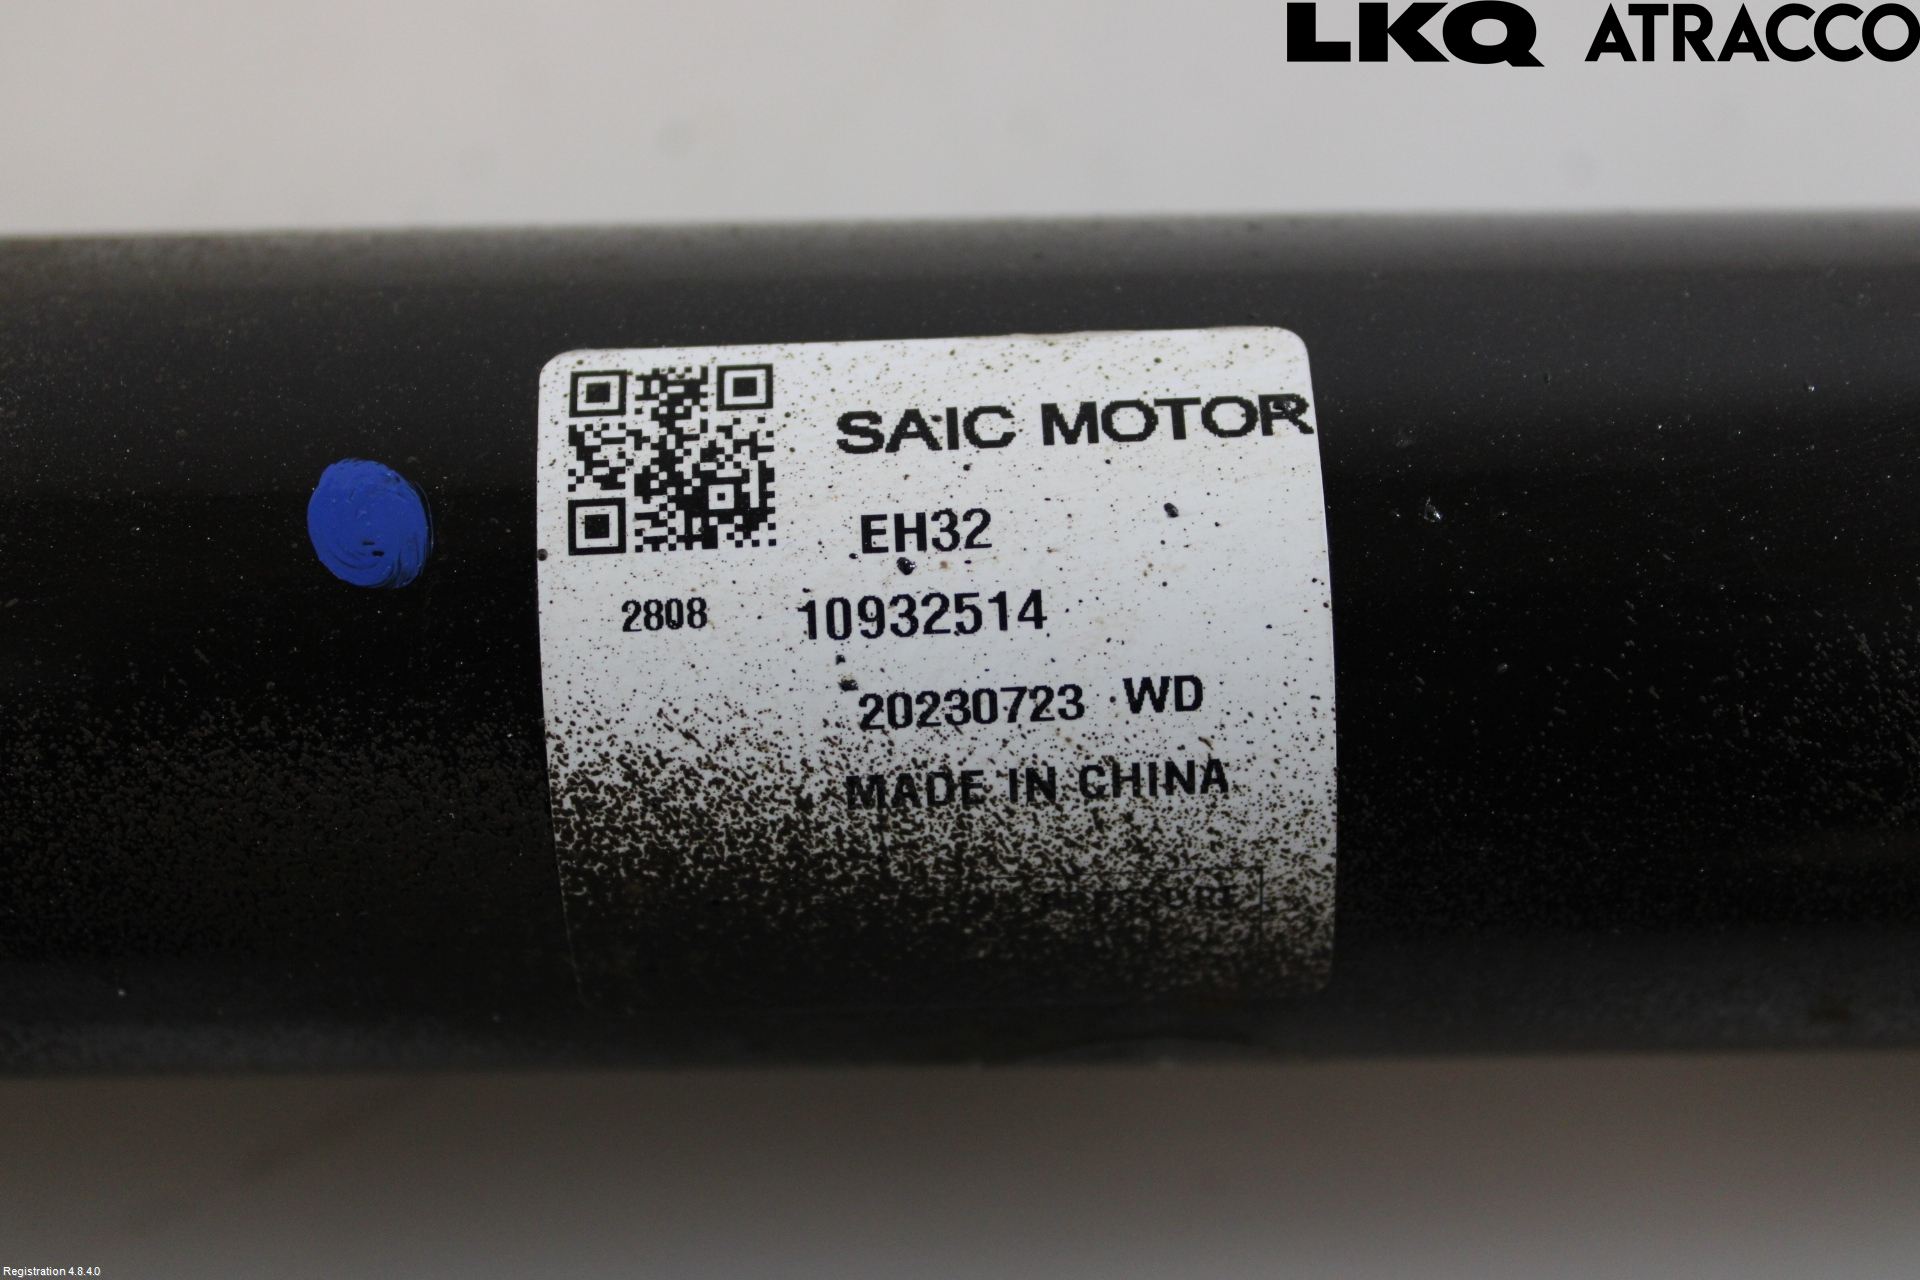 LKQ ATRACCO
SAIC MOTOR
EH32
2808 10932514
20230723 WD
MADE IN CHINA
Registration 4.8.4.0